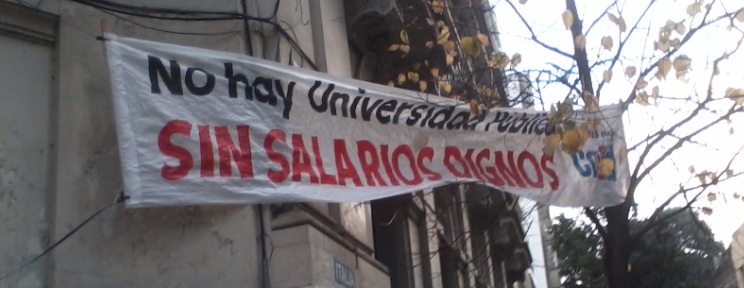 No hay Universidad Pública
SIN SALARIOS DIGNOS